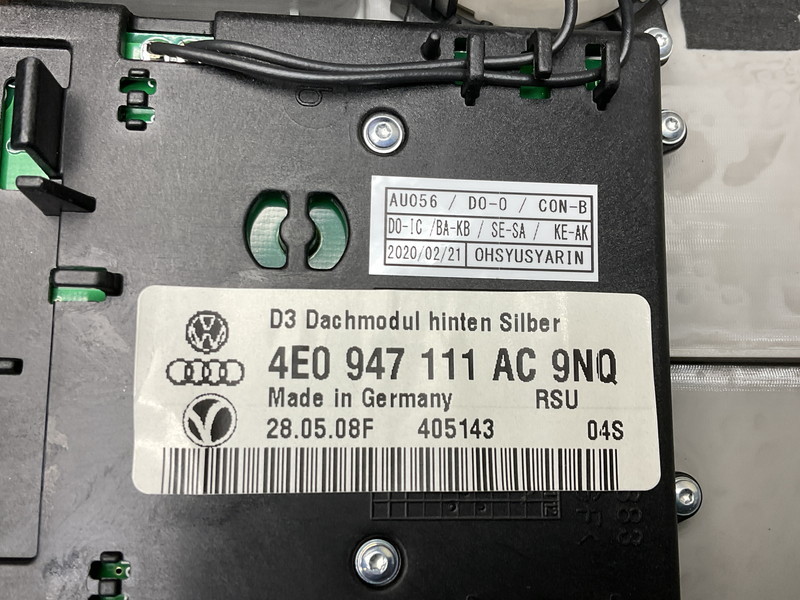 AU056 / DO-O / CON-B
DO-IC /BA-KB / SE-SA / KE-AK
2020/02/21 OHSYUSYARIN
D3 Dachmodul hinten Silber
4E0 947 111 AC 9NQ
Made in Germany RSU
28.05.08F 405143 04S